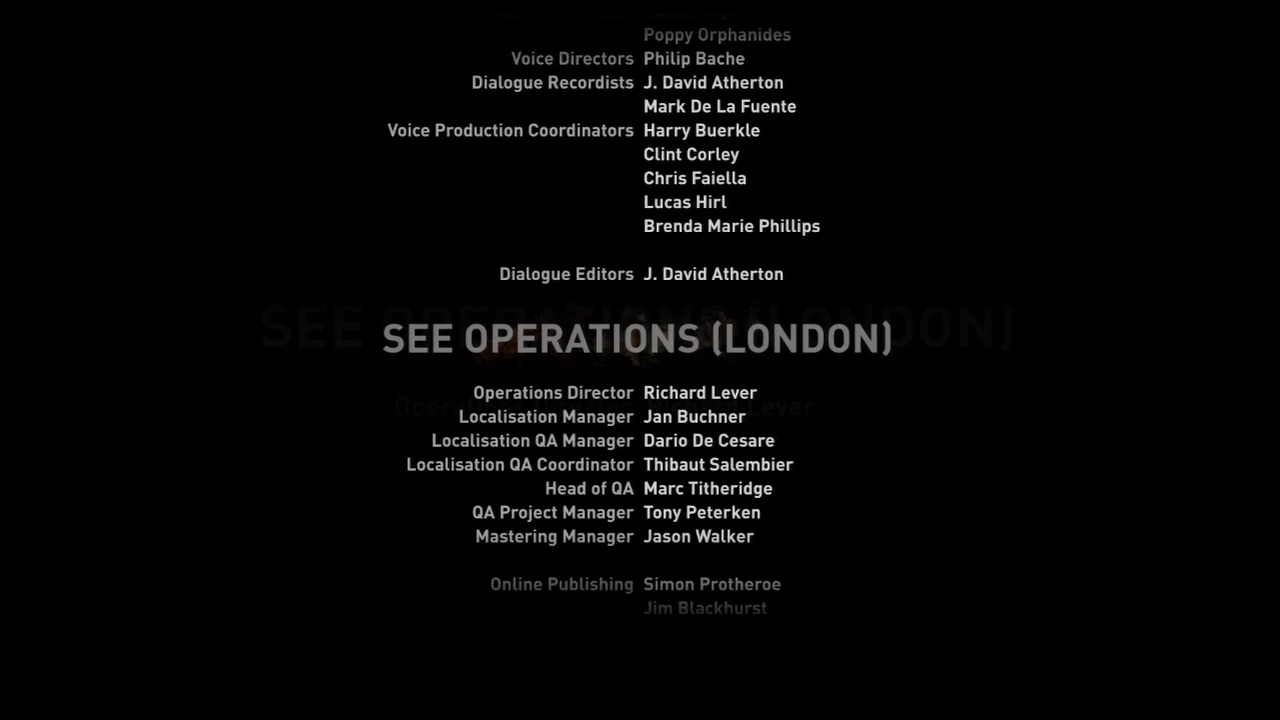 Poppy Orphanides
Voice Directors Philip Bache
Dialogue Recordists J. David Atherton
Mark De La Fuente
Voice Production Coordinators Harry Buerkle
Clint Corley
Chris Faiella
Lucas Hirl
Brenda Marie Phillips
Dialogue Editors J. David Atherton
SEE OPERATIONS (LONDON)
Operations Director Richard Lever
Localisation Manager Jan Buchner
Localisation QA Manager Dario De Cesare
Localisation QA Coordinator Thibaut Salembier
Head of QA Marc Titheridge
QA Project Manager Tony Peterken
Mastering Manager Jason Walker
Online Publishing Simon Protheroe
Jim Blackhurst